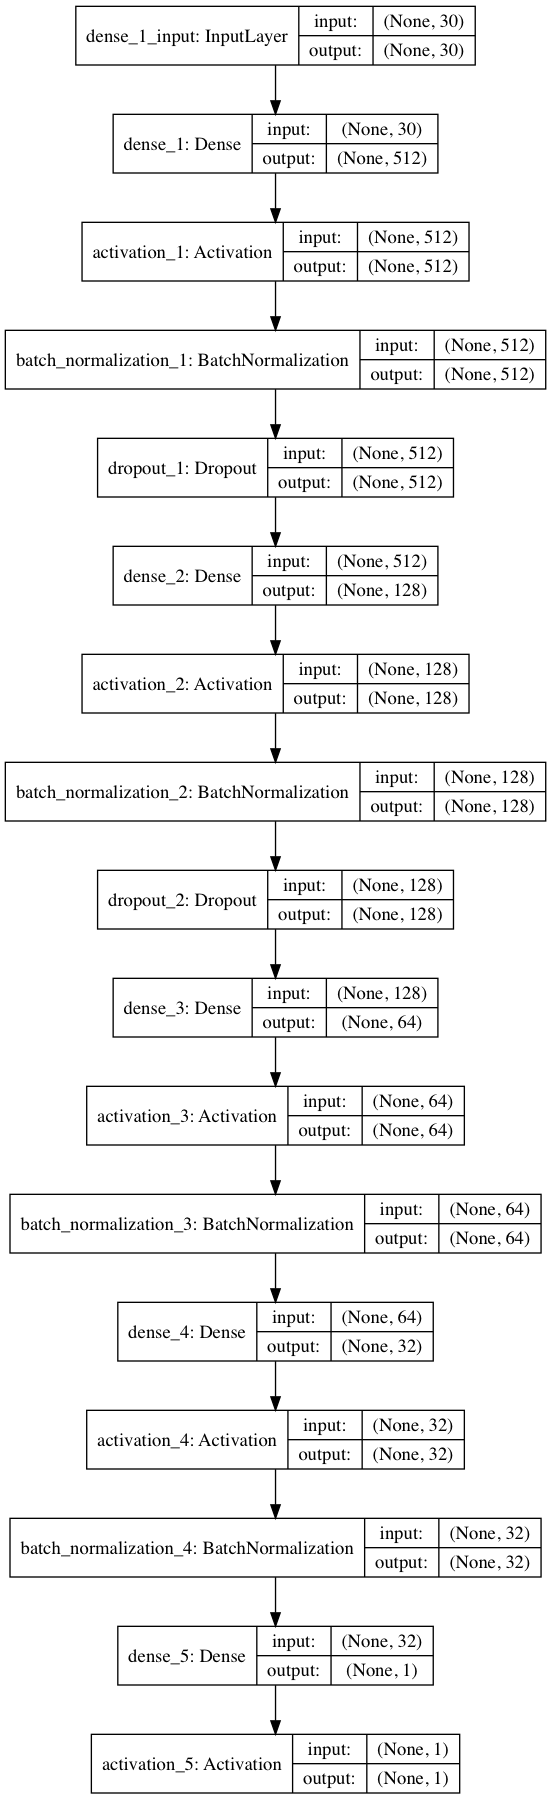 dense_1_input: InputLayer
input: (None, 30)
output: (None, 30)
dense_1: Dense
input: (None, 30)
output: (None, 512)
activation_1: Activation
input: (None, 512)
output: (None, 512)
batch_normalization_1: BatchNormalization
input: (None, 512)
output: (None, 512)
dropout_1: Dropout
input: (None, 512)
output: (None, 512)
dense_2: Dense
input: (None, 512)
output: (None, 128)
activation_2: Activation
input: (None, 128)
output: (None, 128)
batch_normalization_2: BatchNormalization
input: (None, 128)
output: (None, 128)
dropout_2: Dropout
input: (None, 128)
output: (None, 128)
dense_3: Dense
input: (None, 128)
output: (None, 64)
activation_3: Activation
input: (None, 64)
output: (None, 64)
batch_normalization_3: BatchNormalization
input: (None, 64)
output: (None, 64)
dense_4: Dense
input: (None, 64)
output: (None, 32)
activation_4: Activation
input: (None, 32)
output: (None, 32)
batch_normalization_4: BatchNormalization
input: (None, 32)
output: (None, 32)
dense_5: Dense
input: (None, 32)
output: (None, 1)
activation_5: Activation
input: (None, 1)
output: (None, 1)